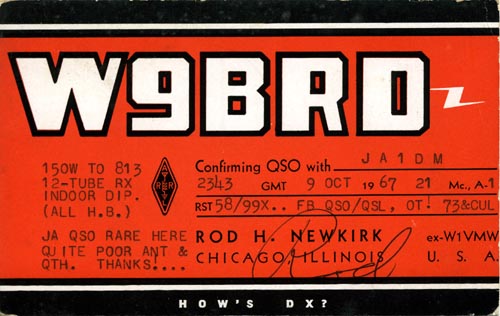 W9BRD
150W TO 813
12-TUBE RX
INDOOR DIP.
(ALL H.B.)
JA QSO RARE HERE
QUITE POOR ANT &
QTH. THANKS!....
ARRL
Confirming QSO with JA1DM
2343 GMT 9 OCT 1967 21 Mc., A-1
RST 58/99X.. FB QSO/QSL, OT! 73&CUL
ROD H. NEWKIRK ex-W1VMW
CHICAGO ILLINOIS U. S. A.
Rod
HOW'S DX?